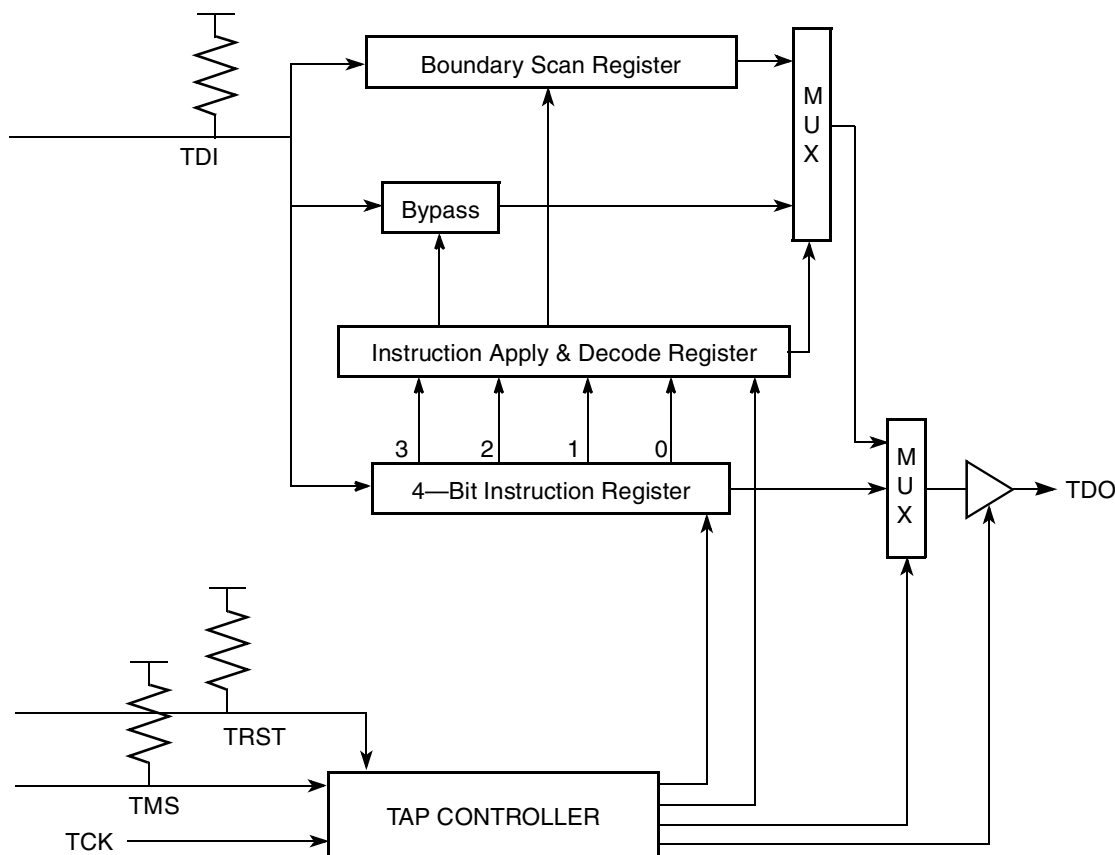 Boundary Scan Register
M
U
X
TDI
Bypass
Instruction Apply & Decode Register
3 2 1 0
4—Bit Instruction Register
M
U
X
TDO
TRST
TMS
TCK
TAP CONTROLLER